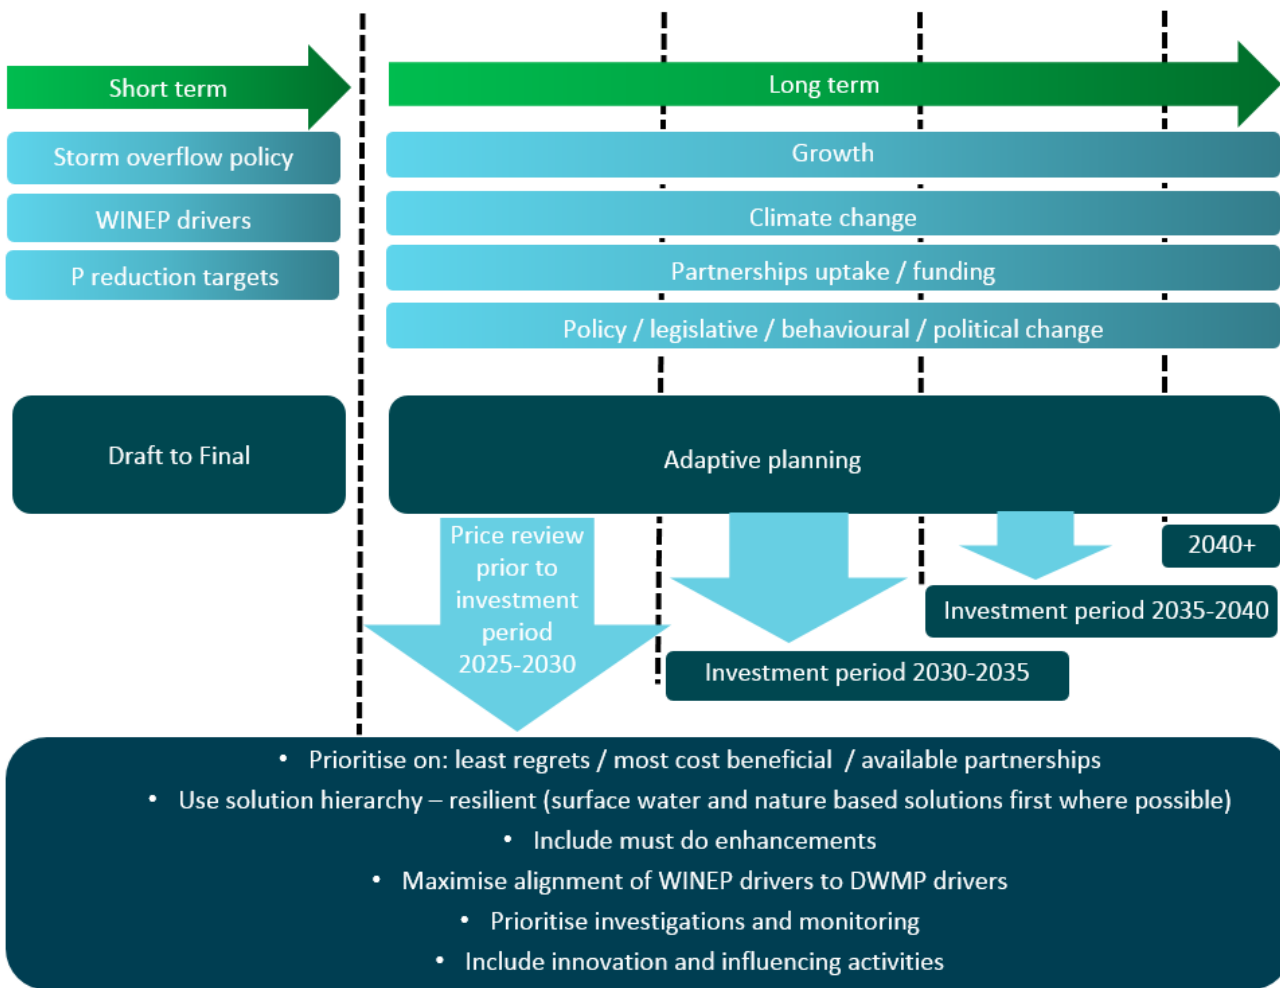 Short term
Long term
Storm overflow policy
WINEP drivers
P reduction targets
Growth
Climate change
Partnerships uptake / funding
Policy / legislative / behavioural / political change
Draft to Final
Adaptive planning
Price review
prior to
investment
period
2025-2030
Investment period 2030-2035
Investment period 2035-2040
2040+
• Prioritise on: least regrets / most cost beneficial / available partnerships
• Use solution hierarchy – resilient (surface water and nature based solutions first where possible)
• Include must do enhancements
• Maximise alignment of WINEP drivers to DWMP drivers
• Prioritise investigations and monitoring
• Include innovation and influencing activities